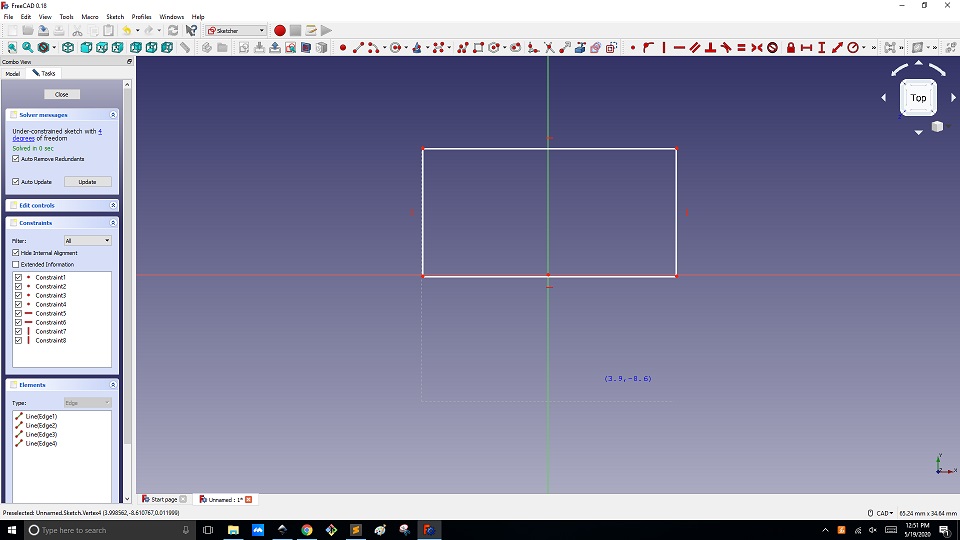 FreeCAD 0.18
File Edit View Tools Macro Sketch Profiles Windows Help
Sketcher
Combo View
Model Tasks
Close
Solver messages
Under-constrained sketch with 4
degrees of freedom
Solved in 0 sec
Auto Remove Redundants
Auto Update Update
Edit controls
Constraints
Filter: All
Hide Internal Alignment
Extended Information
Constraint1
Constraint2
Constraint3
Constraint4
Constraint5
Constraint6
Constraint7
Constraint8
Elements
Type: Edge
Line(Edge1)
Line(Edge2)
Line(Edge3)
Line(Edge4)
Top
(3.9,-8.6)
Y
X
Start page Unnamed : 1*
Preselected: Unnamed.Sketch.Vertex4 (3.998562,-8.610767,0.011999)
CAD 65.24 mm x 34.64 mm
Type here to search
12:51 PM
5/19/2020